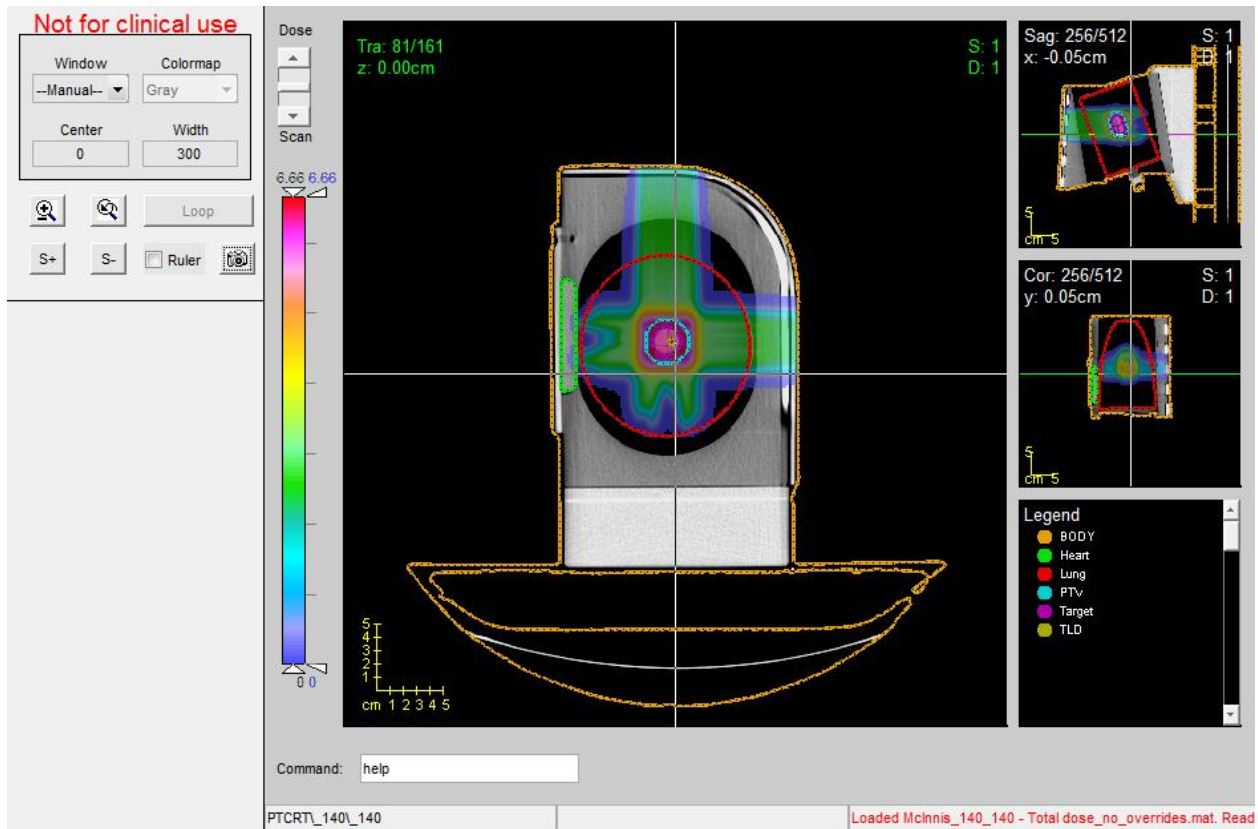 Not for clinical use
Window Colormap
--Manual-- Gray
Center Width
0 300
Loop
S+ S- Ruler
Dose
Scan
6.66 6.66
0 0
Tra: 81/161
z: 0.00cm
S: 1
D: 1
5
4
3
2
1
cm 1 2 3 4 5
Sag: 256/512
x: -0.05cm
S: 1
D: 1
5
cm 5
Cor: 256/512
y: 0.05cm
S: 1
D: 1
5
cm 5
Legend
BODY
Heart
Lung
PTV
Target
TLD
Command: help
PTCRT\_140\_140
Loaded McInnis_140_140 - Total dose_no_overrides.mat. Read